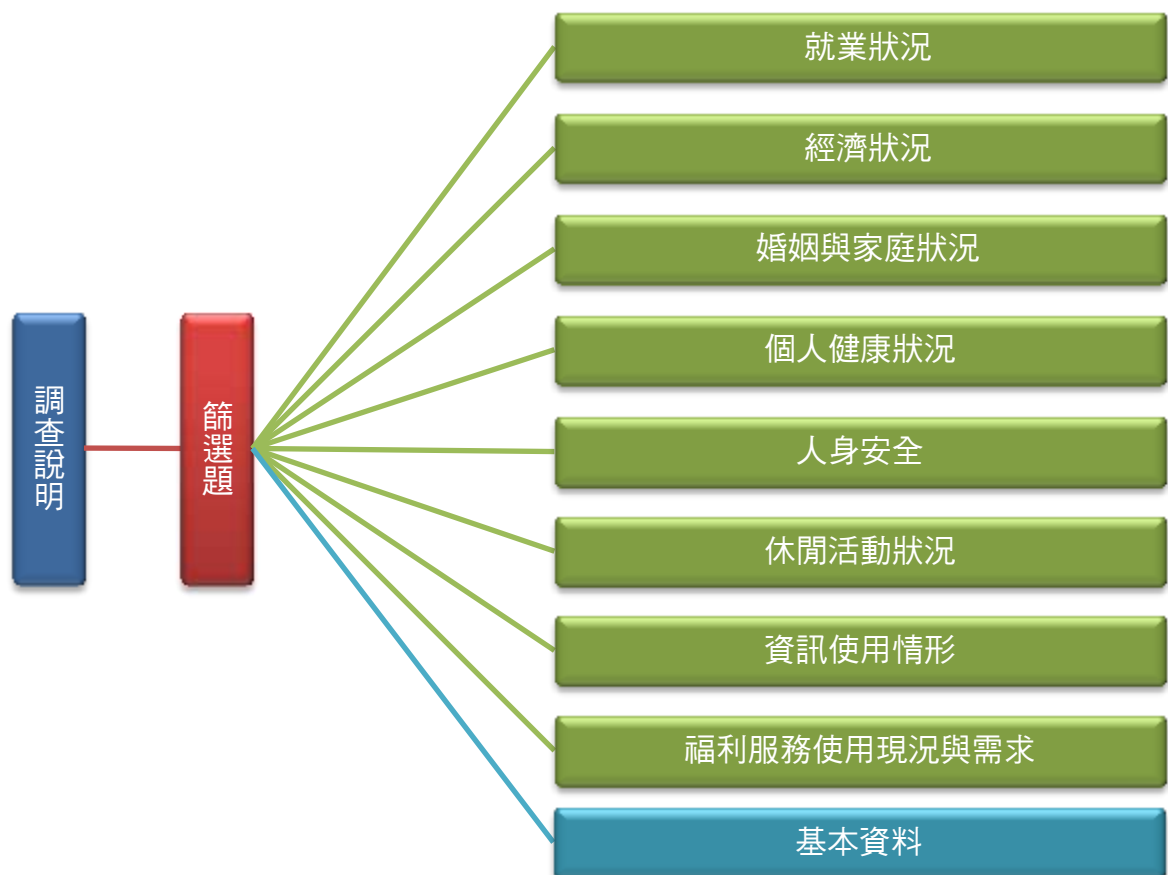 調查說明
篩選題
就業狀況
經濟狀況
婚姻與家庭狀況
個人健康狀況
人身安全
休閒活動狀況
資訊使用情形
福利服務使用現況與需求
基本資料